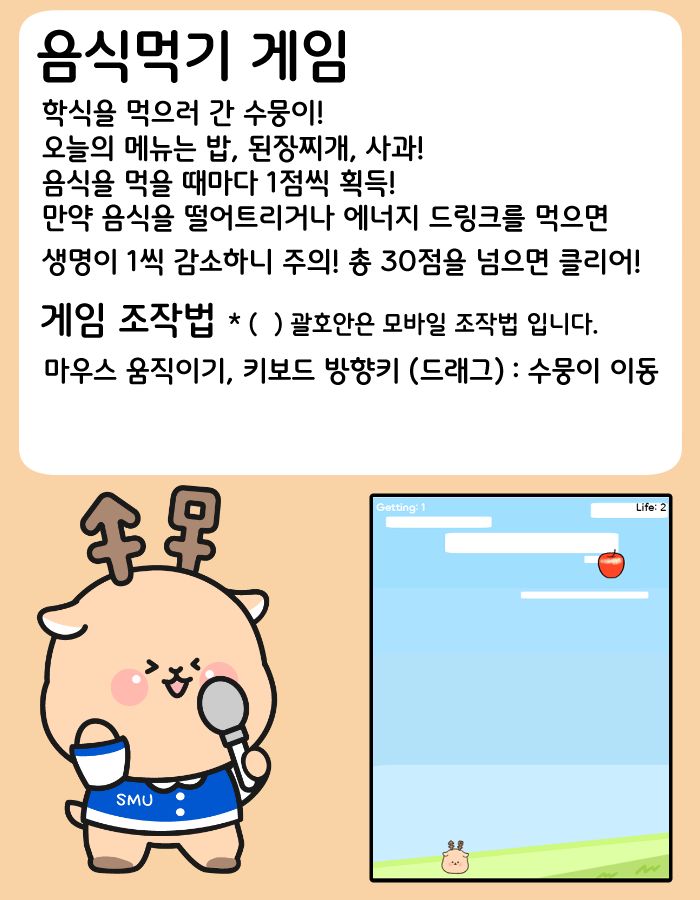 음식먹기 게임
학식을 먹으러 간 수뭉이!
오늘의 메뉴는 밥, 된장찌개, 사과!
음식을 먹을 때마다 1점씩 획득!
만약 음식을 떨어트리거나 에너지 드링크를 먹으면
생명이 1씩 감소하니 주의! 총 30점을 넘으면 클리어!
게임 조작법 * ( ) 괄호안은 모바일 조작법 입니다.
마우스 움직이기, 키보드 방향키 (드래그) : 수뭉이 이동
Getting: 1 Life: 2
SMU